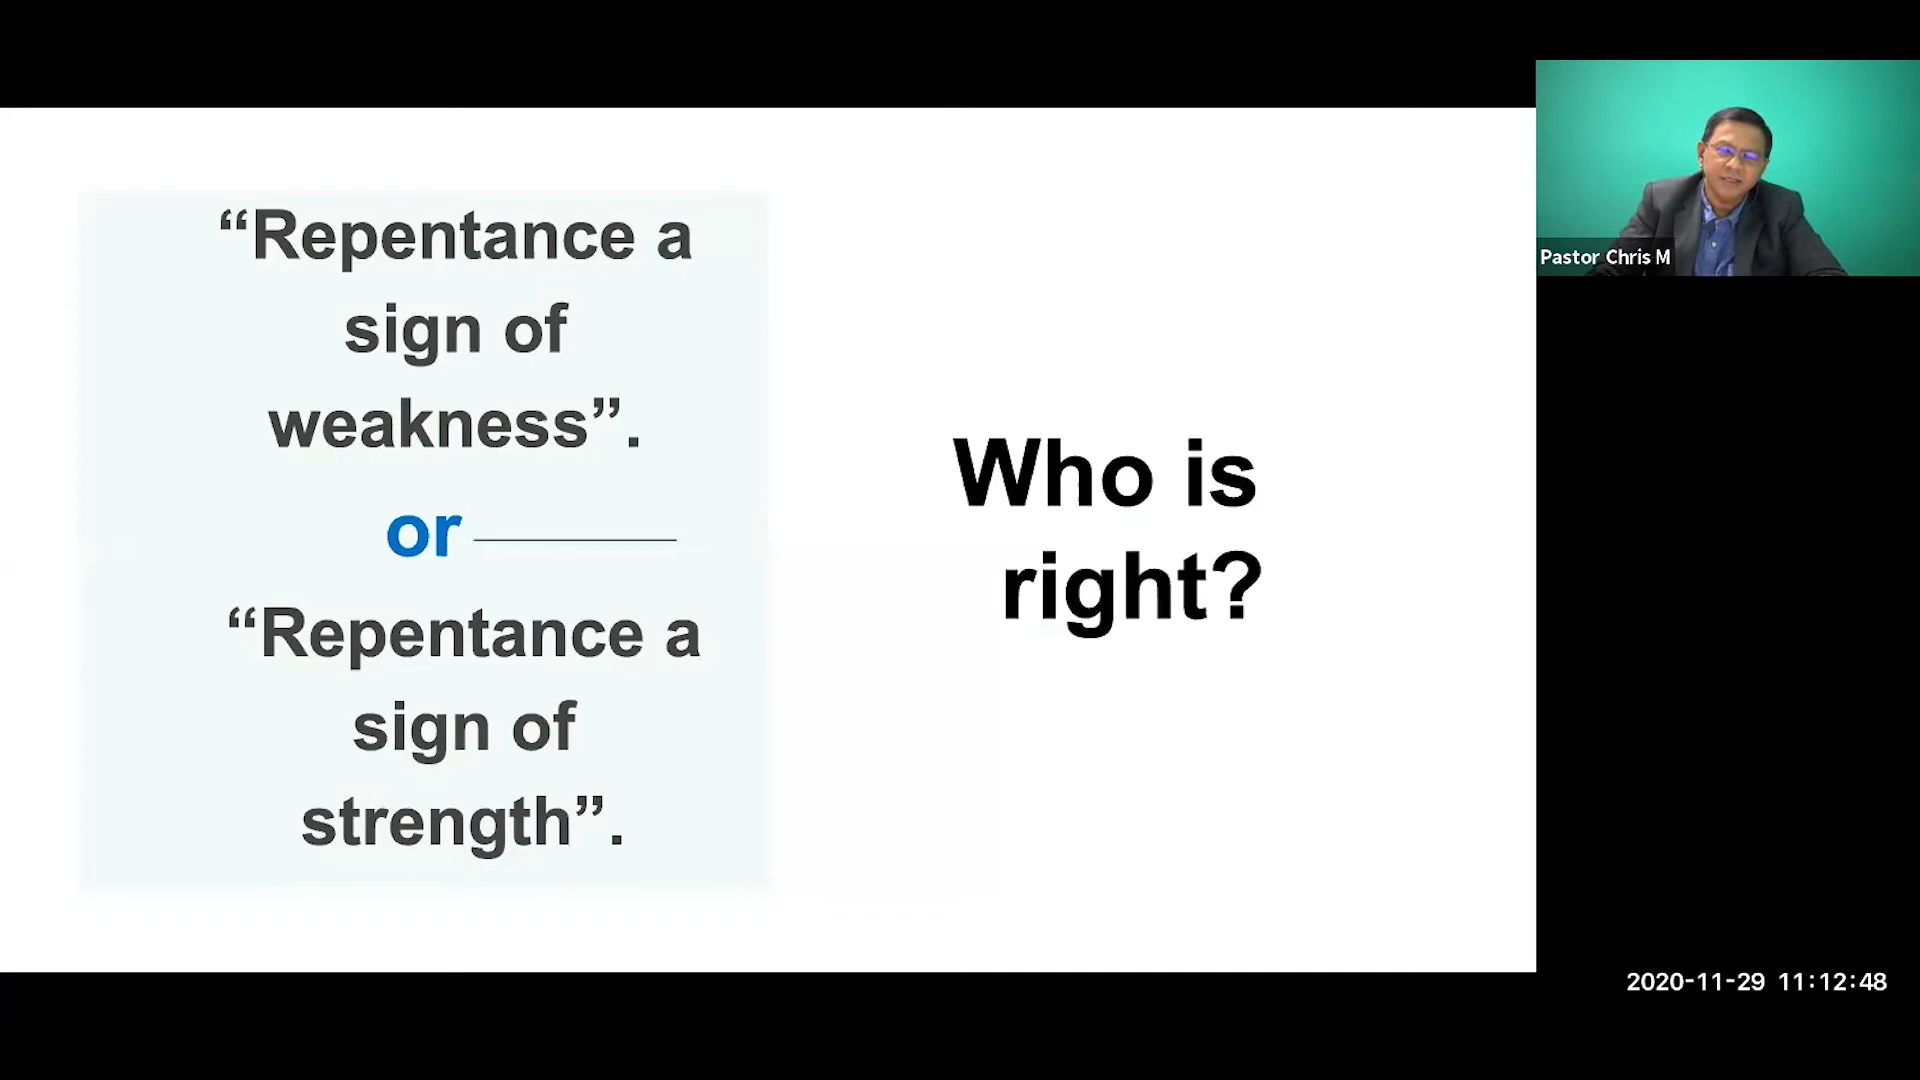 “Repentance a
sign of
weakness”.
or
“Repentance a
sign of
strength”.
Who is
right?
Pastor Chris M
2020-11-29 11:12:48